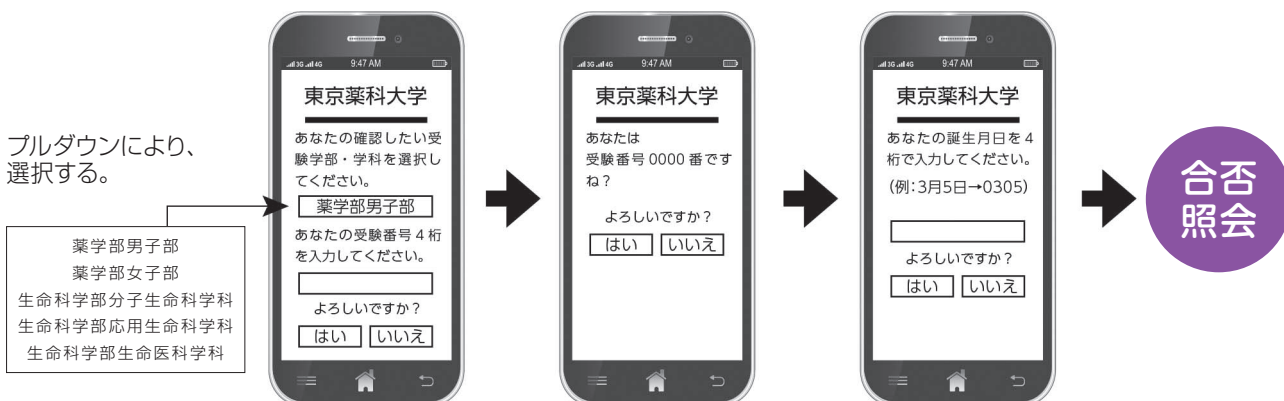 プルダウンにより、
選択する。
薬学部男子部
薬学部女子部
生命科学部分子生命科学科
生命科学部応用生命科学科
生命科学部生命医科学科
3G 4G 9:47 AM
東京薬科大学
あなたの確認したい受
験学部・学科を選択し
てください。
薬学部男子部
あなたの受験番号4桁
を入力してください。
よろしいですか？
はい いいえ
3G 4G 9:47 AM
東京薬科大学
あなたは
受験番号0000番です
ね？
よろしいですか？
はい いいえ
3G 4G 9:47 AM
東京薬科大学
あなたの誕生月日を4
桁で入力してください。
(例：3月5日→0305)
よろしいですか？
はい いいえ
合否
照会